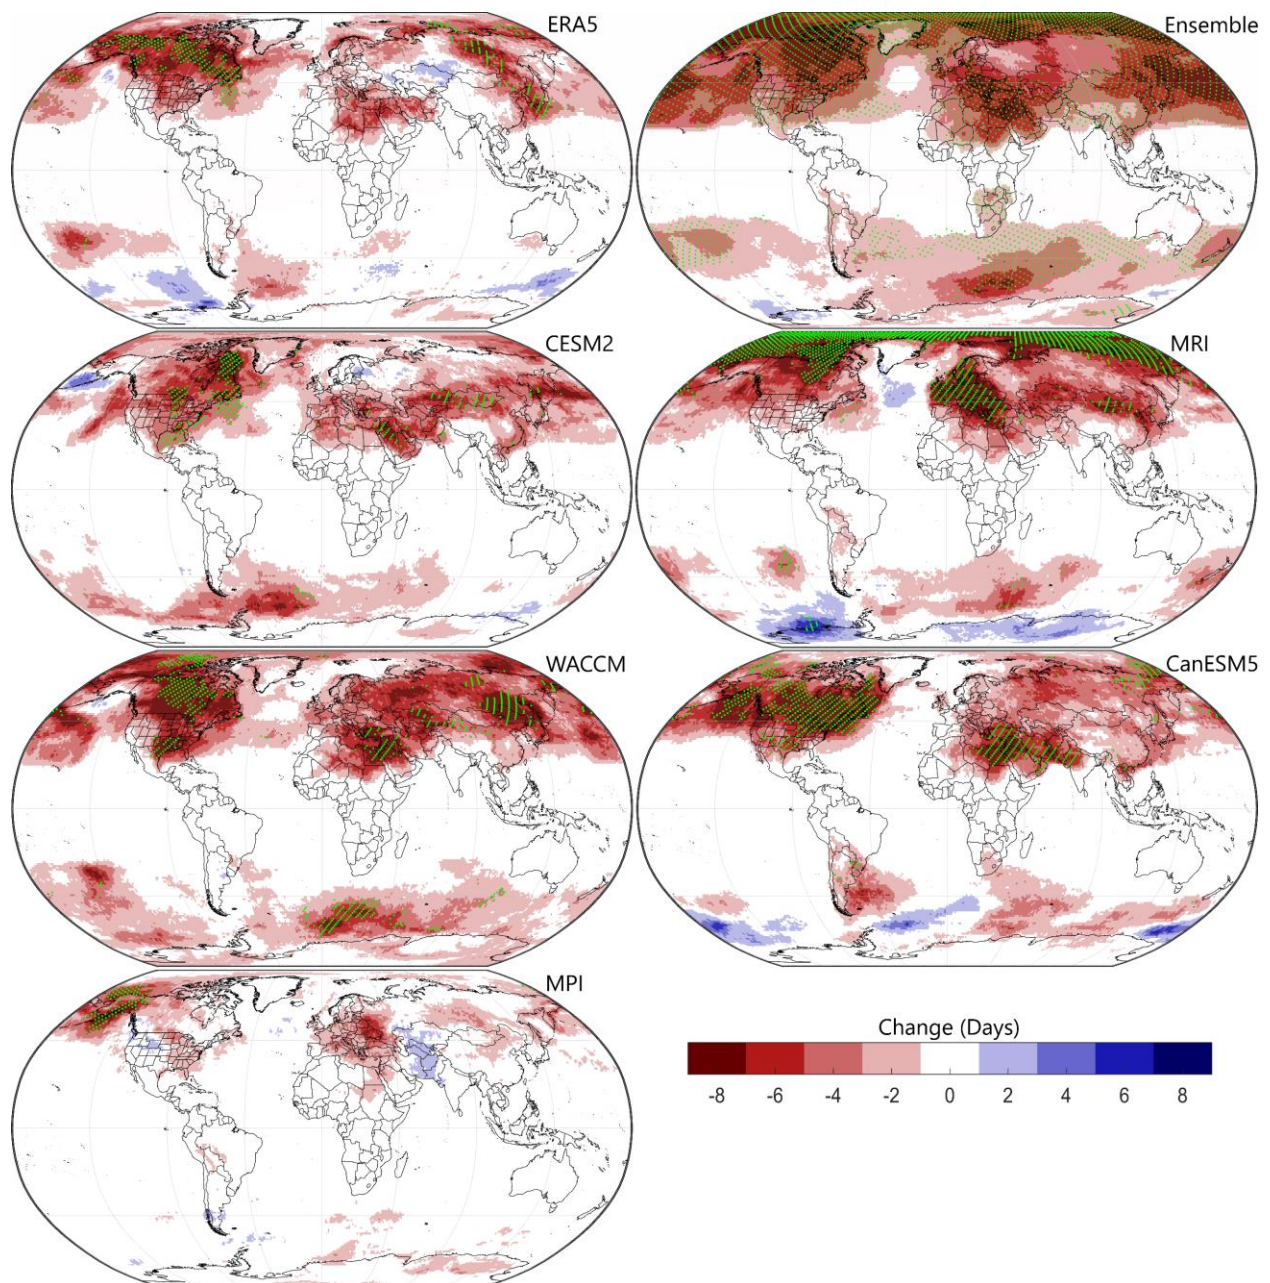 ERA5
Ensemble
CESM2
MRI
WACCM
CanESM5
MPI
Change (Days)
-8 -6 -4 -2 0 2 4 6 8